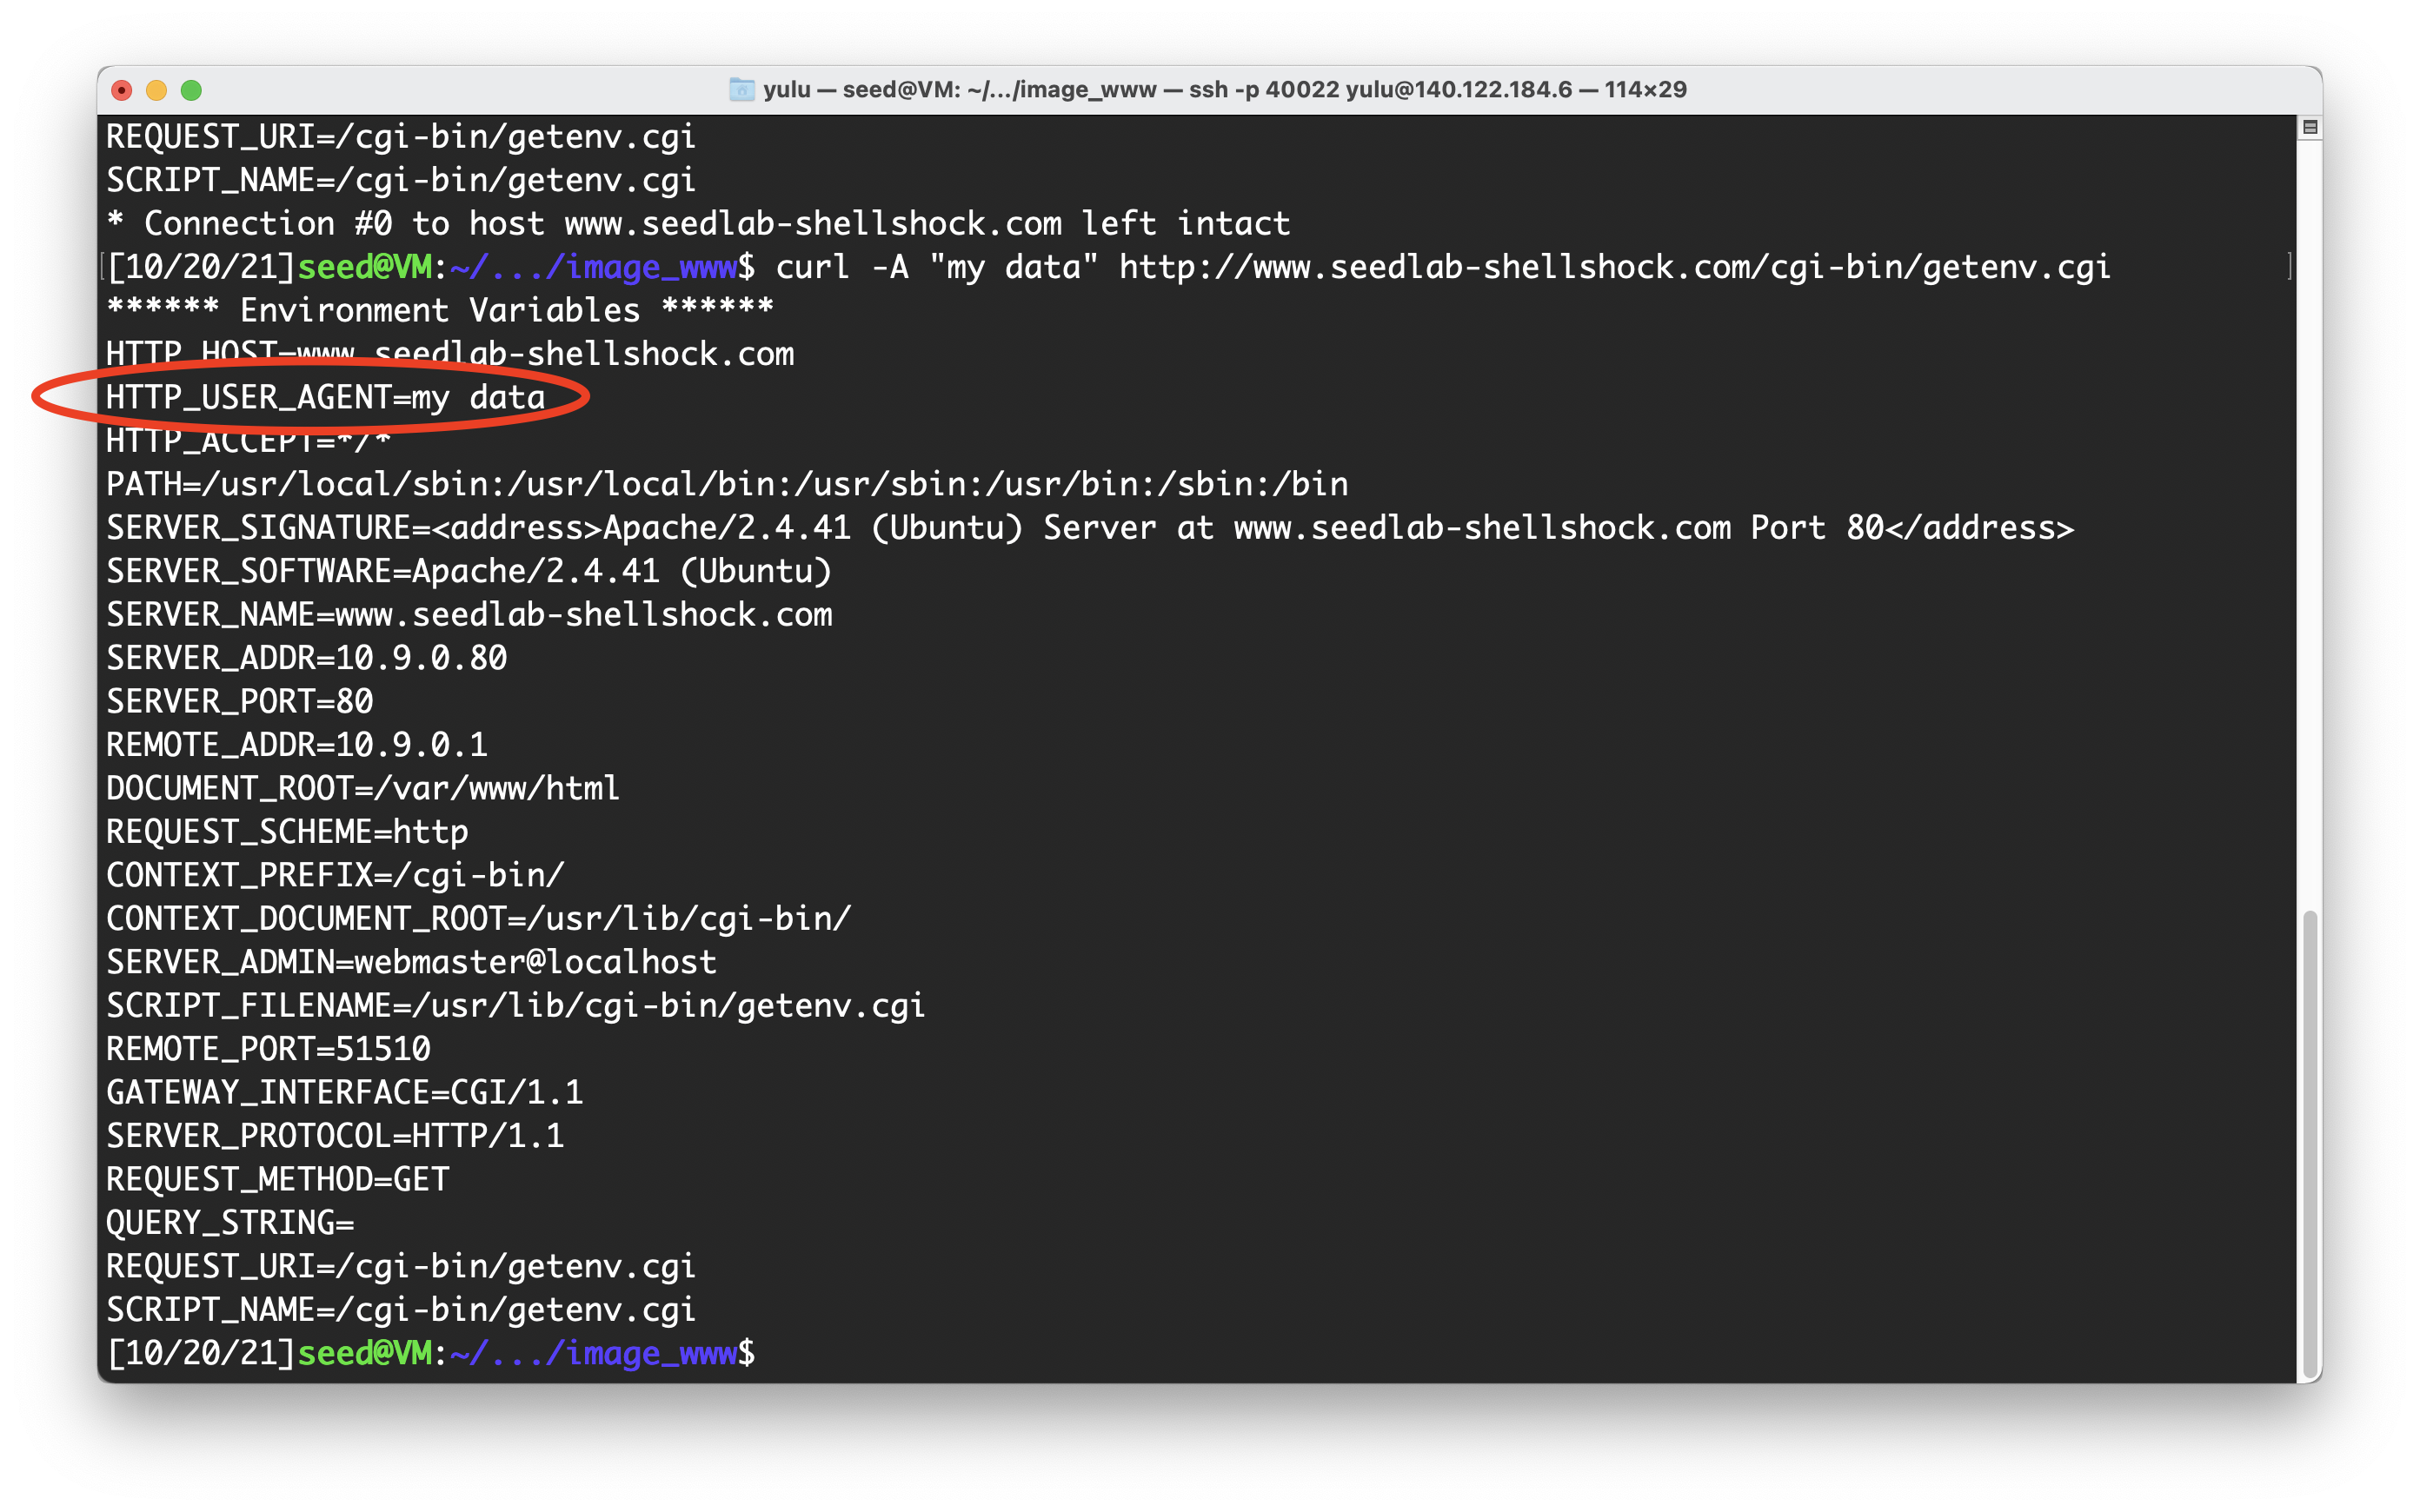 yulu — seed@VM: ~/.../image_www — ssh -p 40022 yulu@140.122.184.6 — 114×29
REQUEST_URI=/cgi-bin/getenv.cgi
SCRIPT_NAME=/cgi-bin/getenv.cgi
* Connection #0 to host www.seedlab-shellshock.com left intact
[[10/20/21]seed@VM:~/.../image_www$ curl -A "my data" http://www.seedlab-shellshock.com/cgi-bin/getenv.cgi ]
****** Environment Variables ******
HTTP_HOST=www.seedlab-shellshock.com
HTTP_USER_AGENT=my data
HTTP_ACCEPT=*/*
PATH=/usr/local/sbin:/usr/local/bin:/usr/sbin:/usr/bin:/sbin:/bin
SERVER_SIGNATURE=<address>Apache/2.4.41 (Ubuntu) Server at www.seedlab-shellshock.com Port 80</address>
SERVER_SOFTWARE=Apache/2.4.41 (Ubuntu)
SERVER_NAME=www.seedlab-shellshock.com
SERVER_ADDR=10.9.0.80
SERVER_PORT=80
REMOTE_ADDR=10.9.0.1
DOCUMENT_ROOT=/var/www/html
REQUEST_SCHEME=http
CONTEXT_PREFIX=/cgi-bin/
CONTEXT_DOCUMENT_ROOT=/usr/lib/cgi-bin/
SERVER_ADMIN=webmaster@localhost
SCRIPT_FILENAME=/usr/lib/cgi-bin/getenv.cgi
REMOTE_PORT=51510
GATEWAY_INTERFACE=CGI/1.1
SERVER_PROTOCOL=HTTP/1.1
REQUEST_METHOD=GET
QUERY_STRING=
REQUEST_URI=/cgi-bin/getenv.cgi
SCRIPT_NAME=/cgi-bin/getenv.cgi
[10/20/21]seed@VM:~/.../image_www$